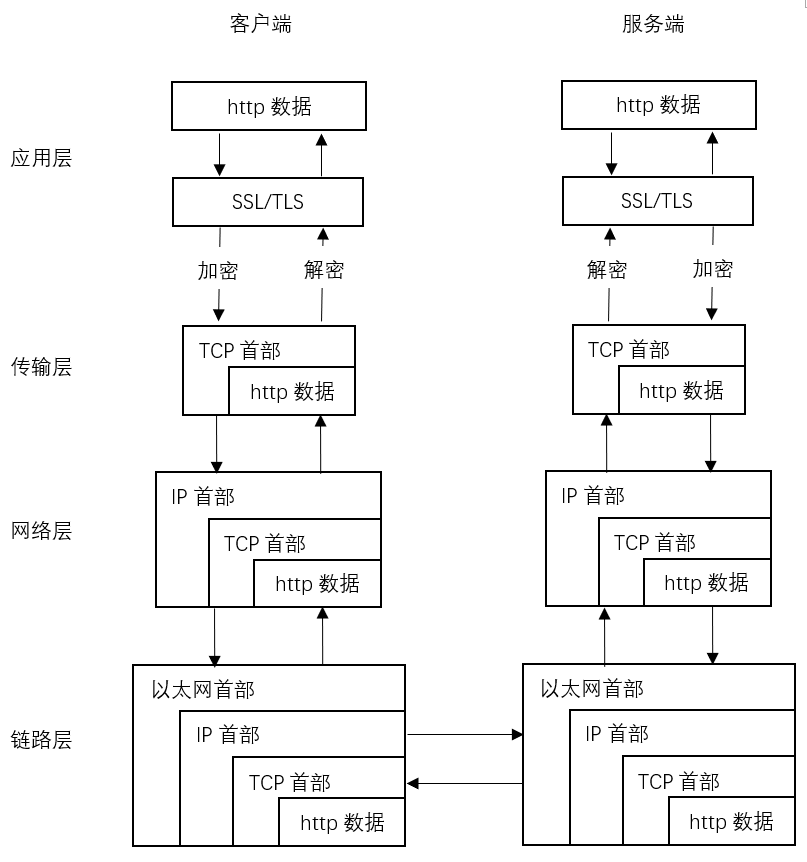 客户端 服务端
http 数据 http 数据
应用层
SSL/TLS SSL/TLS
加密 解密 解密 加密
TCP 首部 TCP 首部
传输层
http 数据 http 数据
IP 首部 IP 首部
网络层
TCP 首部 TCP 首部
http 数据 http 数据
以太网首部 以太网首部
IP 首部 IP 首部
链路层
TCP 首部 TCP 首部
http 数据 http 数据